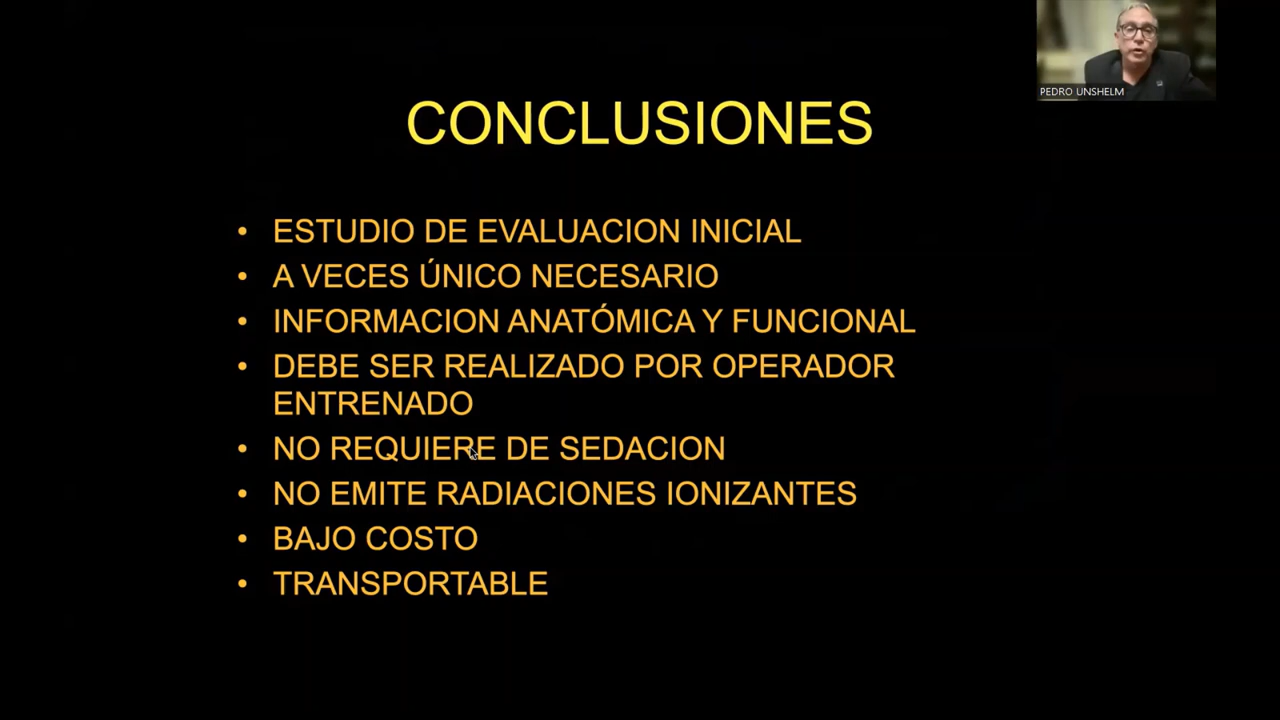 PEDRO UNSHELM
CONCLUSIONES
• ESTUDIO DE EVALUACION INICIAL
• A VECES ÚNICO NECESARIO
• INFORMACION ANATÓMICA Y FUNCIONAL
• DEBE SER REALIZADO POR OPERADOR
ENTRENADO
• NO REQUIERE DE SEDACION
• NO EMITE RADIACIONES IONIZANTES
• BAJO COSTO
• TRANSPORTABLE